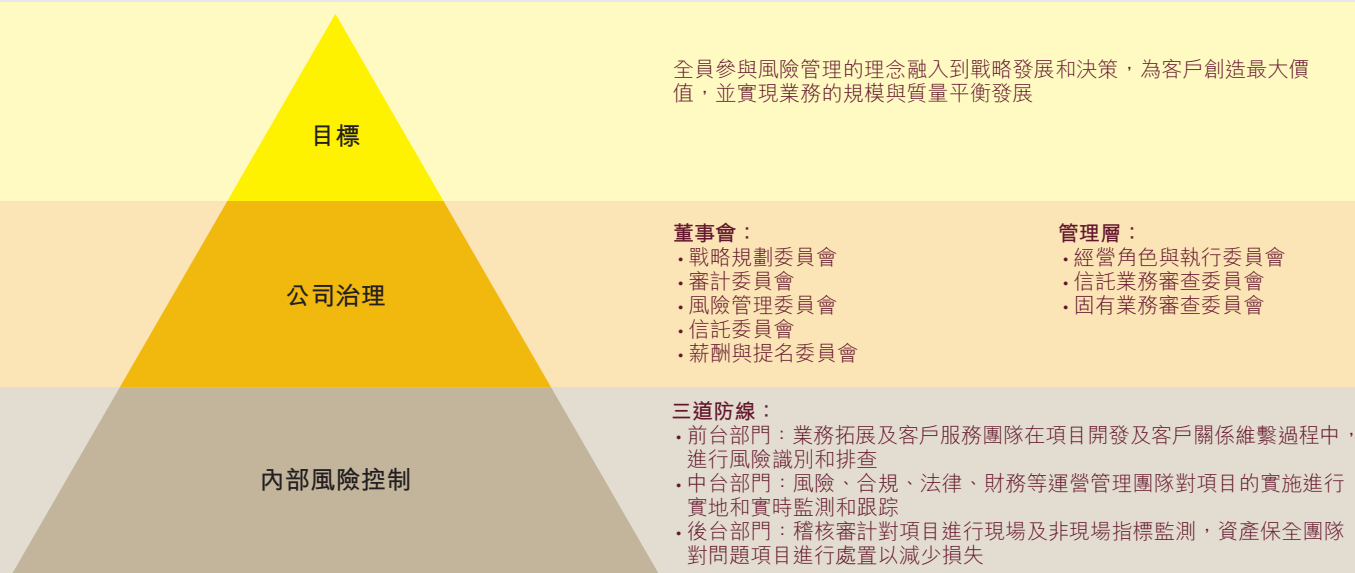 目標
全員參與風險管理的理念融入到戰略發展和決策，為客戶創造最大價
值，並實現業務的規模與質量平衡發展
公司治理
董事會：
•戰略規劃委員會
•審計委員會
•風險管理委員會
•信託委員會
•薪酬與提名委員會
管理層：
•經營角色與執行委員會
•信託業務審查委員會
•固有業務審查委員會
內部風險控制
三道防線：
•前台部門：業務拓展及客戶服務團隊在項目開發及客戶關係維繫過程中，
進行風險識別和排查
•中台部門：風險、合規、法律、財務等運營管理團隊對項目的實施進行
實地和實時監測和跟踪
•後台部門：稽核審計對項目進行現場及非現場指標監測，資產保全團隊
對問題項目進行處置以減少損失